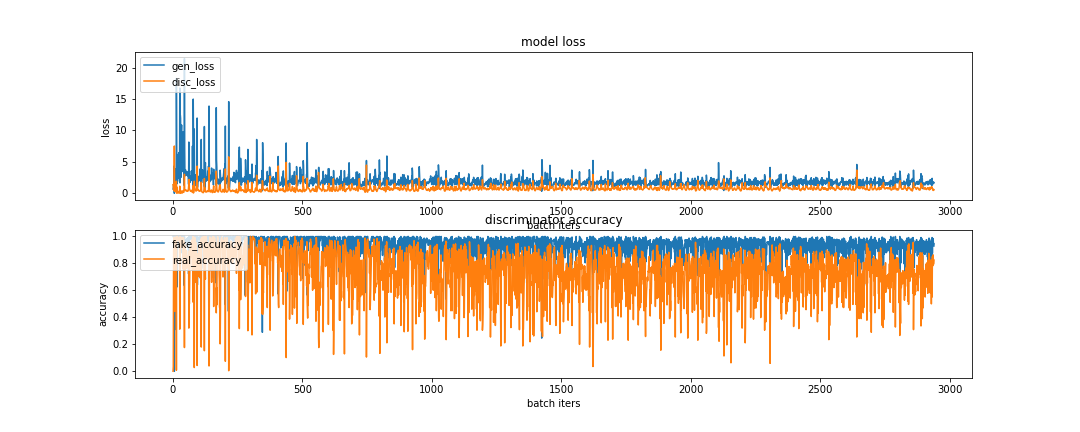 model loss
20
15
10
5
0
loss
gen_loss
disc_loss
0
500
1000
1500
2000
2500
3000
batch iters
discriminator accuracy
1.0
0.8
0.6
0.4
0.2
0.0
accuracy
fake_accuracy
real_accuracy
0
500
1000
1500
2000
2500
3000
batch iters